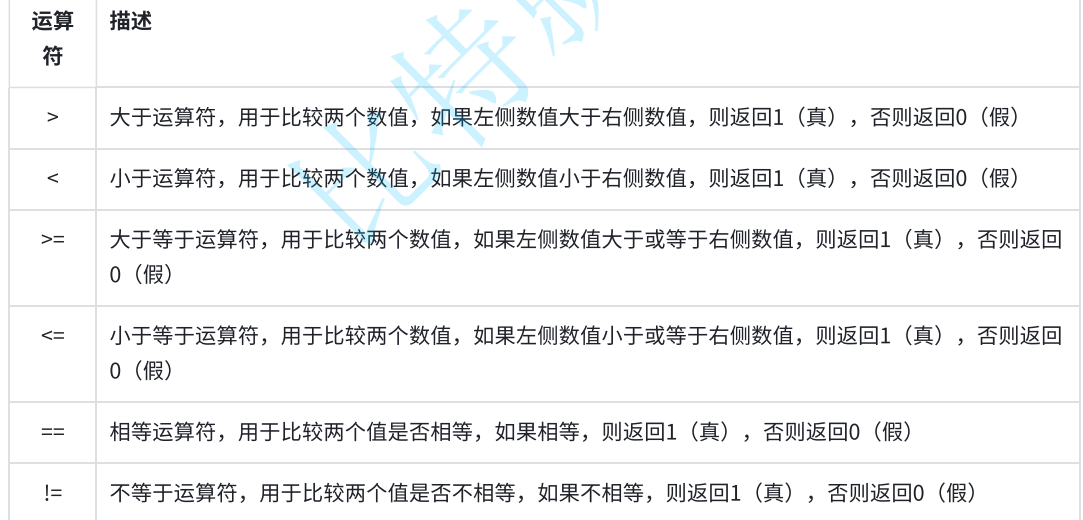 运算 描述
符
> 大于运算符，用于比较两个数值，如果左侧数值大于右侧数值，则返回1（真），否则返回0（假）
< 小于运算符，用于比较两个数值，如果左侧数值小于右侧数值，则返回1（真），否则返回0（假）
>= 大于等于运算符，用于比较两个数值，如果左侧数值大于或等于右侧数值，则返回1（真），否则返回
0（假）
<= 小于等于运算符，用于比较两个数值，如果左侧数值小于或等于右侧数值，则返回1（真），否则返回
0（假）
== 相等运算符，用于比较两个值是否相等，如果相等，则返回1（真），否则返回0（假）
!= 不等于运算符，用于比较两个值是否不相等，如果不相等，则返回1（真），否则返回0（假）
比特